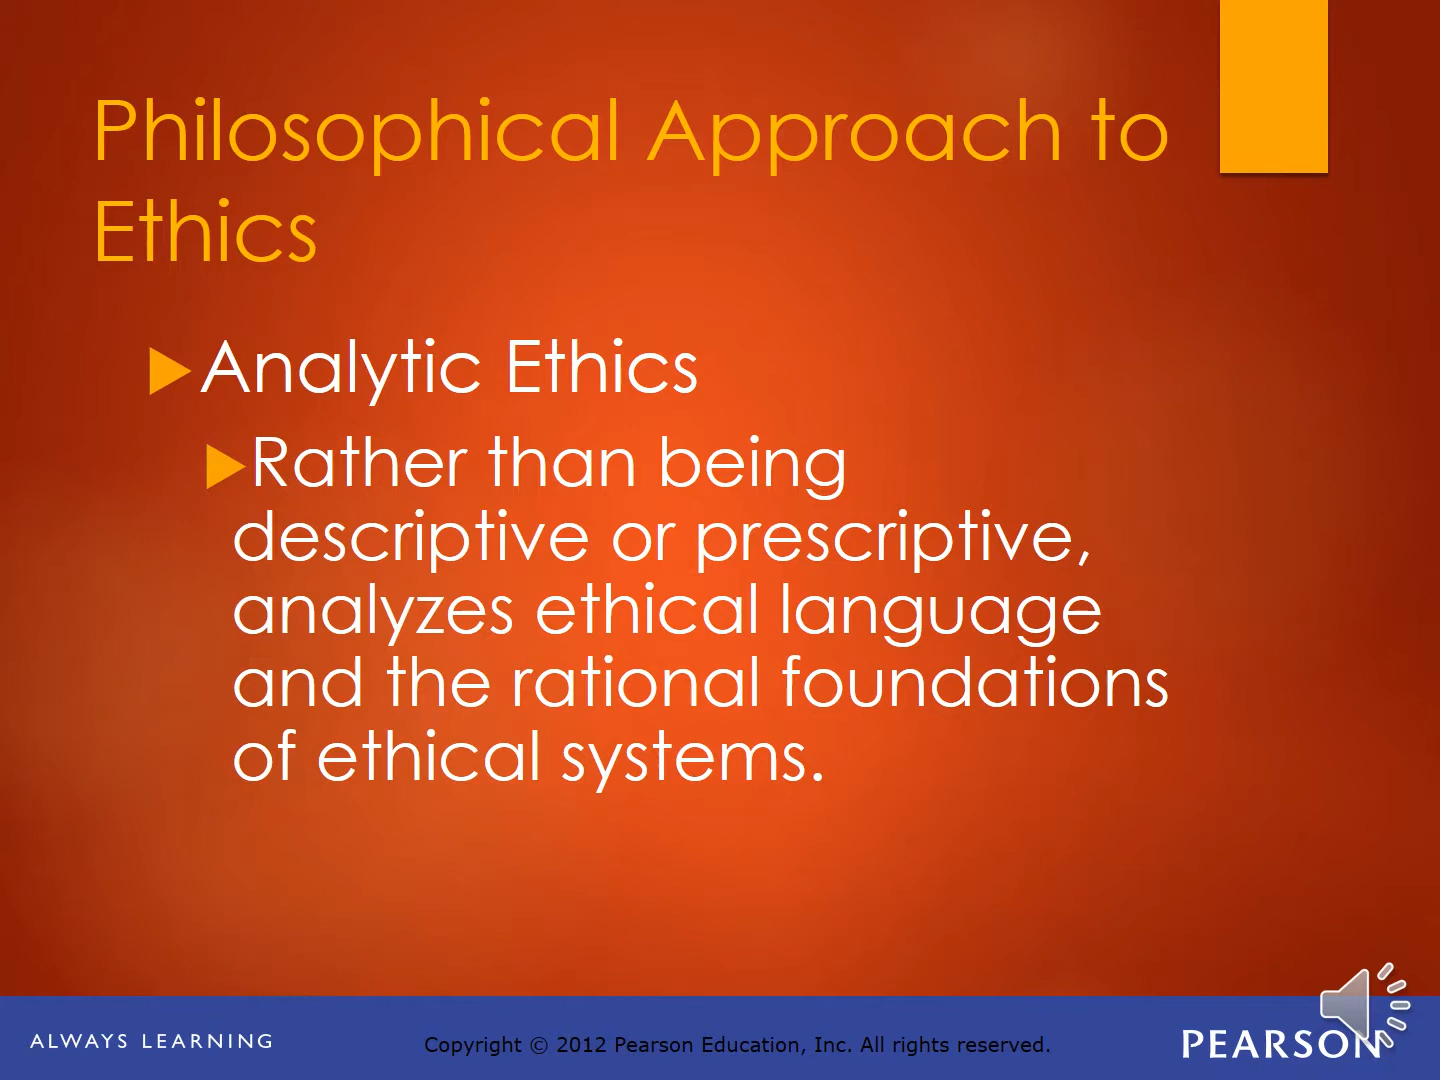 Philosophical Approach to
Ethics
Analytic Ethics
Rather than being
descriptive or prescriptive,
analyzes ethical language
and the rational foundations
of ethical systems.
ALWAYS LEARNING
Copyright © 2012 Pearson Education, Inc. All rights reserved.
PEARSON